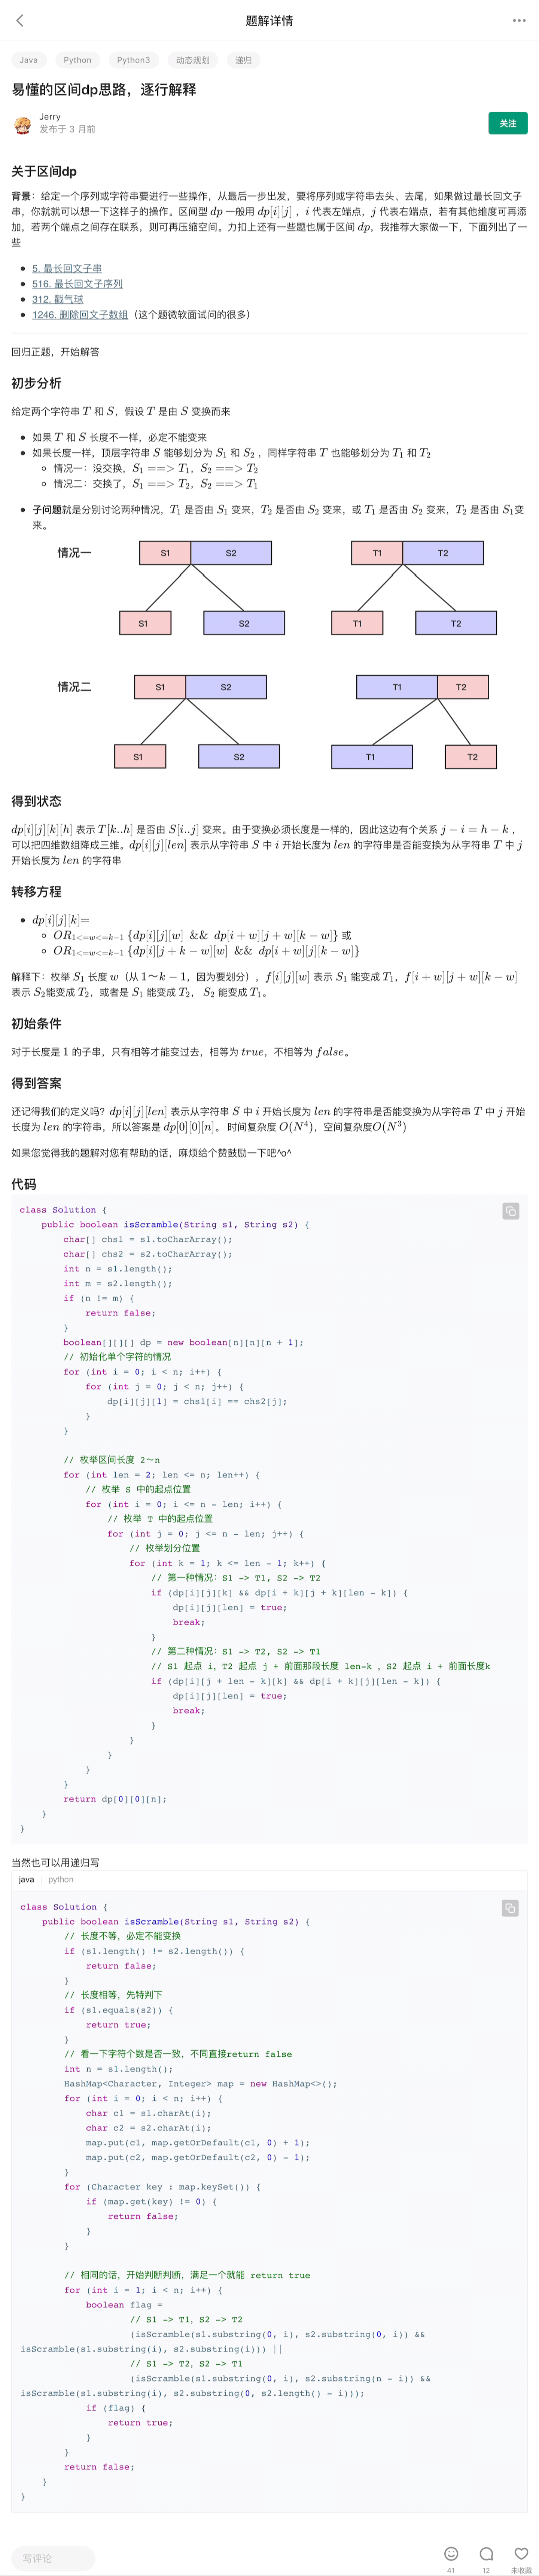 题解详情
Java Python Python3 动态规划 递归
易懂的区间dp思路，逐行解释
Jerry
发布于 3 月前
关注
关于区间dp
背景：给定一个序列或字符串要进行一些操作，从最后一步出发，要将序列或字符串去头、去尾，如果做过最长回文子
串，你就就可以想一下这样子的操作。区间型 dp 一般用 dp[i][j] ，i 代表左端点，j 代表右端点，若有其他维度可再添
加，若两个端点之间存在联系，则可再压缩空间。力扣上还有一些题也属于区间 dp，我推荐大家做一下，下面列出了一
些
5. 最长回文子串
516. 最长回文子序列
312. 戳气球
1246. 删除回文子数组（这个题微软面试问的很多）
回归正题，开始解答
初步分析
给定两个字符串 T 和 S，假设 T 是由 S 变换而来
如果 T 和 S 长度不一样，必定不能变来
如果长度一样，顶层字符串 S 能够划分为 S₁ 和 S₂ ，同样字符串 T 也能够划分为 T₁ 和 T₂
情况一：没交换，S₁ ==> T₁，S₂ ==> T₂
情况二：交换了，S₁ ==> T₂，S₂ ==> T₁
子问题就是分别讨论两种情况，T₁ 是否由 S₁ 变来，T₂ 是否由 S₂ 变来，或 T₁ 是否由 S₂ 变来，T₂ 是否由 S₁变
来。
情况一 S1 S2 T1 T2
S1 S2 T1 T2
情况二 S1 S2 T1 T2
S1 S2 T1 T2
得到状态
dp[i][j][k][h] 表示 T[k..h] 是否由 S[i..j] 变来。由于变换必须长度是一样的，因此这边有个关系 j − i = h − k ，
可以把四维数组降成三维。dp[i][j][len] 表示从字符串 S 中 i 开始长度为 len 的字符串是否能变换为从字符串 T 中 j
开始长度为 len 的字符串
转移方程
dp[i][j][k]=
OR₁<=w<=k−1 {dp[i][j][w] && dp[i + w][j + w][k − w]} 或
OR₁<=w<=k−1 {dp[i][j + k − w][w] && dp[i + w][j][k − w]}
解释下：枚举 S₁ 长度 w（从 1～k − 1，因为要划分），f[i][j][w] 表示 S₁ 能变成 T₁，f[i + w][j + w][k − w]
表示 S₂能变成 T₂，或者是 S₁ 能变成 T₂， S₂ 能变成 T₁。
初始条件
对于长度是 1 的子串，只有相等才能变过去，相等为 true，不相等为 false。
得到答案
还记得我们的定义吗？dp[i][j][len] 表示从字符串 S 中 i 开始长度为 len 的字符串是否能变换为从字符串 T 中 j 开始
长度为 len 的字符串，所以答案是 dp[0][0][n]。 时间复杂度 O(N⁴)，空间复杂度O(N³)
如果您觉得我的题解对您有帮助的话，麻烦给个赞鼓励一下吧^o^
代码
class Solution {
    public boolean isScramble(String s1, String s2) {
        char[] chs1 = s1.toCharArray();
        char[] chs2 = s2.toCharArray();
        int n = s1.length();
        int m = s2.length();
        if (n != m) {
            return false;
        }
        boolean[][][] dp = new boolean[n][n][n + 1];
        // 初始化单个字符的情况
        for (int i = 0; i < n; i++) {
            for (int j = 0; j < n; j++) {
                dp[i][j][1] = chs1[i] == chs2[j];
            }
        }
        // 枚举区间长度 2～n
        for (int len = 2; len <= n; len++) {
            // 枚举 S 中的起点位置
            for (int i = 0; i <= n - len; i++) {
                // 枚举 T 中的起点位置
                for (int j = 0; j <= n - len; j++) {
                    // 枚举划分位置
                    for (int k = 1; k <= len - 1; k++) {
                        // 第一种情况：S1 -> T1, S2 -> T2
                        if (dp[i][j][k] && dp[i + k][j + k][len - k]) {
                            dp[i][j][len] = true;
                            break;
                        }
                        // 第二种情况：S1 -> T2, S2 -> T1
                        // S1 起点 i，T2 起点 j + 前面那段长度 len-k ，S2 起点 i + 前面长度k
                        if (dp[i][j + len - k][k] && dp[i + k][j][len - k]) {
                            dp[i][j][len] = true;
                            break;
                        }
                    }
                }
            }
        }
        return dp[0][0][n];
    }
}
当然也可以用递归写
java python
class Solution {
    public boolean isScramble(String s1, String s2) {
        // 长度不等，必定不能变换
        if (s1.length() != s2.length()) {
            return false;
        }
        // 长度相等，先特判下
        if (s1.equals(s2)) {
            return true;
        }
        // 看一下字符个数是否一致，不同直接return false
        int n = s1.length();
        HashMap<Character, Integer> map = new HashMap<>();
        for (int i = 0; i < n; i++) {
            char c1 = s1.charAt(i);
            char c2 = s2.charAt(i);
            map.put(c1, map.getOrDefault(c1, 0) + 1);
            map.put(c2, map.getOrDefault(c2, 0) - 1);
        }
        for (Character key : map.keySet()) {
            if (map.get(key) != 0) {
                return false;
            }
        }
        // 相同的话，开始判断判断，满足一个就能 return true
        for (int i = 1; i < n; i++) {
            boolean flag =
                    // S1 -> T1，S2 -> T2
                    (isScramble(s1.substring(0, i), s2.substring(0, i)) &&
isScramble(s1.substring(i), s2.substring(i))) ||
                    // S1 -> T2，S2 -> T1
                    (isScramble(s1.substring(0, i), s2.substring(n - i)) &&
isScramble(s1.substring(i), s2.substring(0, s2.length() - i)));
            if (flag) {
                return true;
            }
        }
        return false;
    }
}
写评论
41 12 未收藏